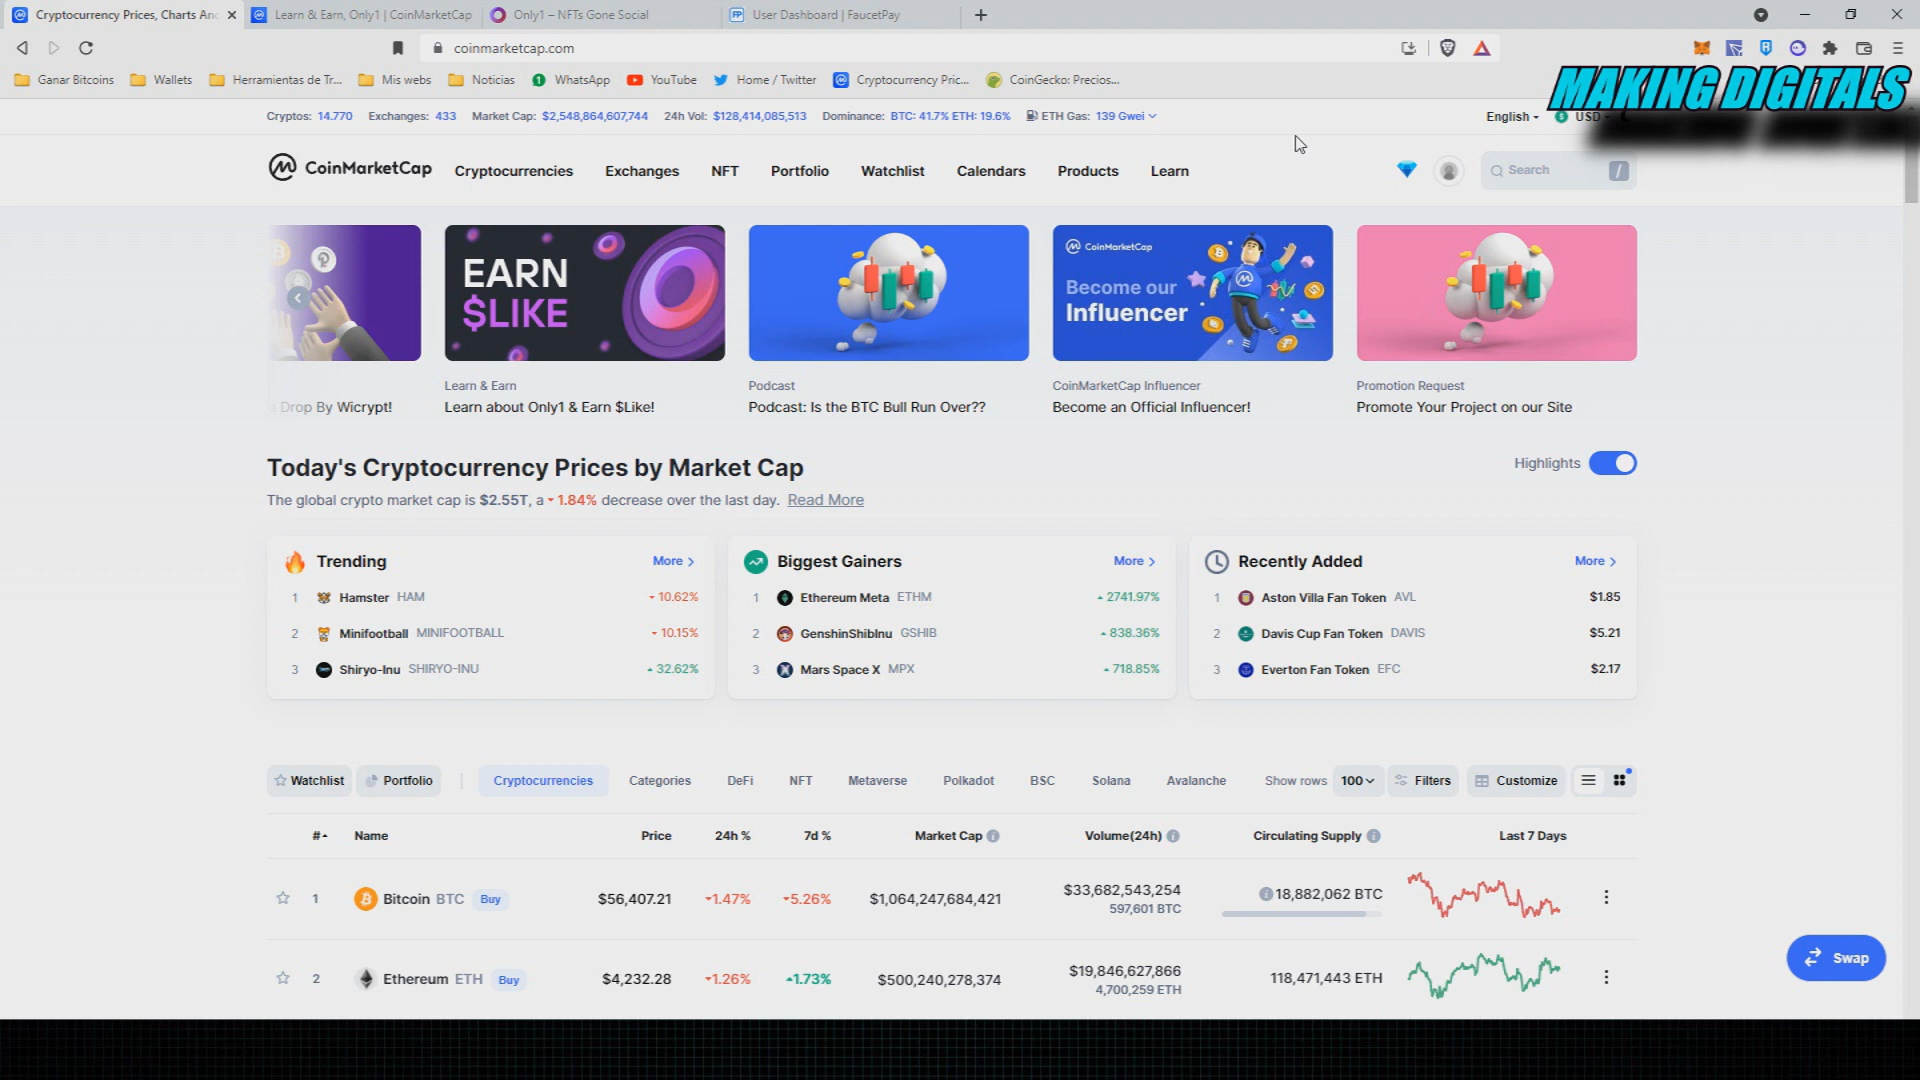 Cryptocurrency Prices, Charts An
Learn & Earn, Only1 | CoinMarketCap
Only1 – NFTs Gone Social
User Dashboard | FaucetPay
coinmarketcap.com
Ganar Bitcoins
Wallets
Herramientas de Tr...
Mis webs
Noticias
WhatsApp
YouTube
Home / Twitter
Cryptocurrency Pric...
CoinGecko: Precios...
MAKING DIGITALS
Cryptos: 14.770 Exchanges: 433 Market Cap: $2,548,864,607,744 24h Vol: $128,414,085,513 Dominance: BTC: 41.7% ETH: 19.6% ETH Gas: 139 Gwei
English
USD
CoinMarketCap
Cryptocurrencies
Exchanges
NFT
Portfolio
Watchlist
Calendars
Products
Learn
Search
/
EARN
$LIKE
CoinMarketCap
Become our
Influencer
Learn & Earn
Podcast
CoinMarketCap Influencer
Promotion Request
Drop By Wicrypt!
Learn about Only1 & Earn $Like!
Podcast: Is the BTC Bull Run Over??
Become an Official Influencer!
Promote Your Project on our Site
Today's Cryptocurrency Prices by Market Cap
Highlights
The global crypto market cap is $2.55T, a 1.84% decrease over the last day. Read More
Trending
More >
1 Hamster HAM 10.62%
2 Minifootball MINIFOOTBALL 10.15%
3 Shiryo-Inu SHIRYO-INU 32.62%
Biggest Gainers
More >
1 Ethereum Meta ETHM 2741.97%
2 GenshinShibInu GSHIB 838.36%
3 Mars Space X MPX 718.85%
Recently Added
More >
1 Aston Villa Fan Token AVL $1.85
2 Davis Cup Fan Token DAVIS $5.21
3 Everton Fan Token EFC $2.17
Watchlist
Portfolio
Cryptocurrencies
Categories
DeFi
NFT
Metaverse
Polkadot
BSC
Solana
Avalanche
Show rows
100
Filters
Customize
# Name Price 24h % 7d % Market Cap Volume(24h) Circulating Supply Last 7 Days
1 Bitcoin BTC Buy $56,407.21 1.47% 5.26% $1,064,247,684,421 $33,682,543,254 18,882,062 BTC
597,601 BTC
2 Ethereum ETH Buy $4,232.28 1.26% 1.73% $500,240,278,374 $19,846,627,866 118,471,443 ETH
4,700,259 ETH
Swap